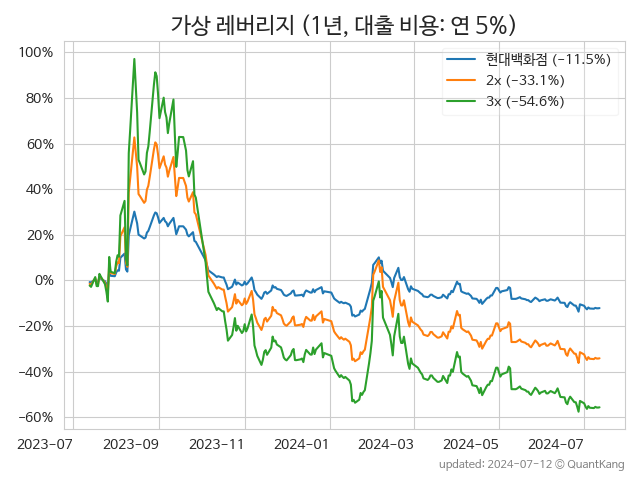 가상 레버리지 (1년, 대출 비용: 연 5%)
현대백화점 (-11.5%)
2x (-33.1%)
3x (-54.6%)
100%
80%
60%
40%
20%
0%
-20%
-40%
-60%
2023-07 2023-09 2023-11 2024-01 2024-03 2024-05 2024-07
updated: 2024-07-12 © QuantKang